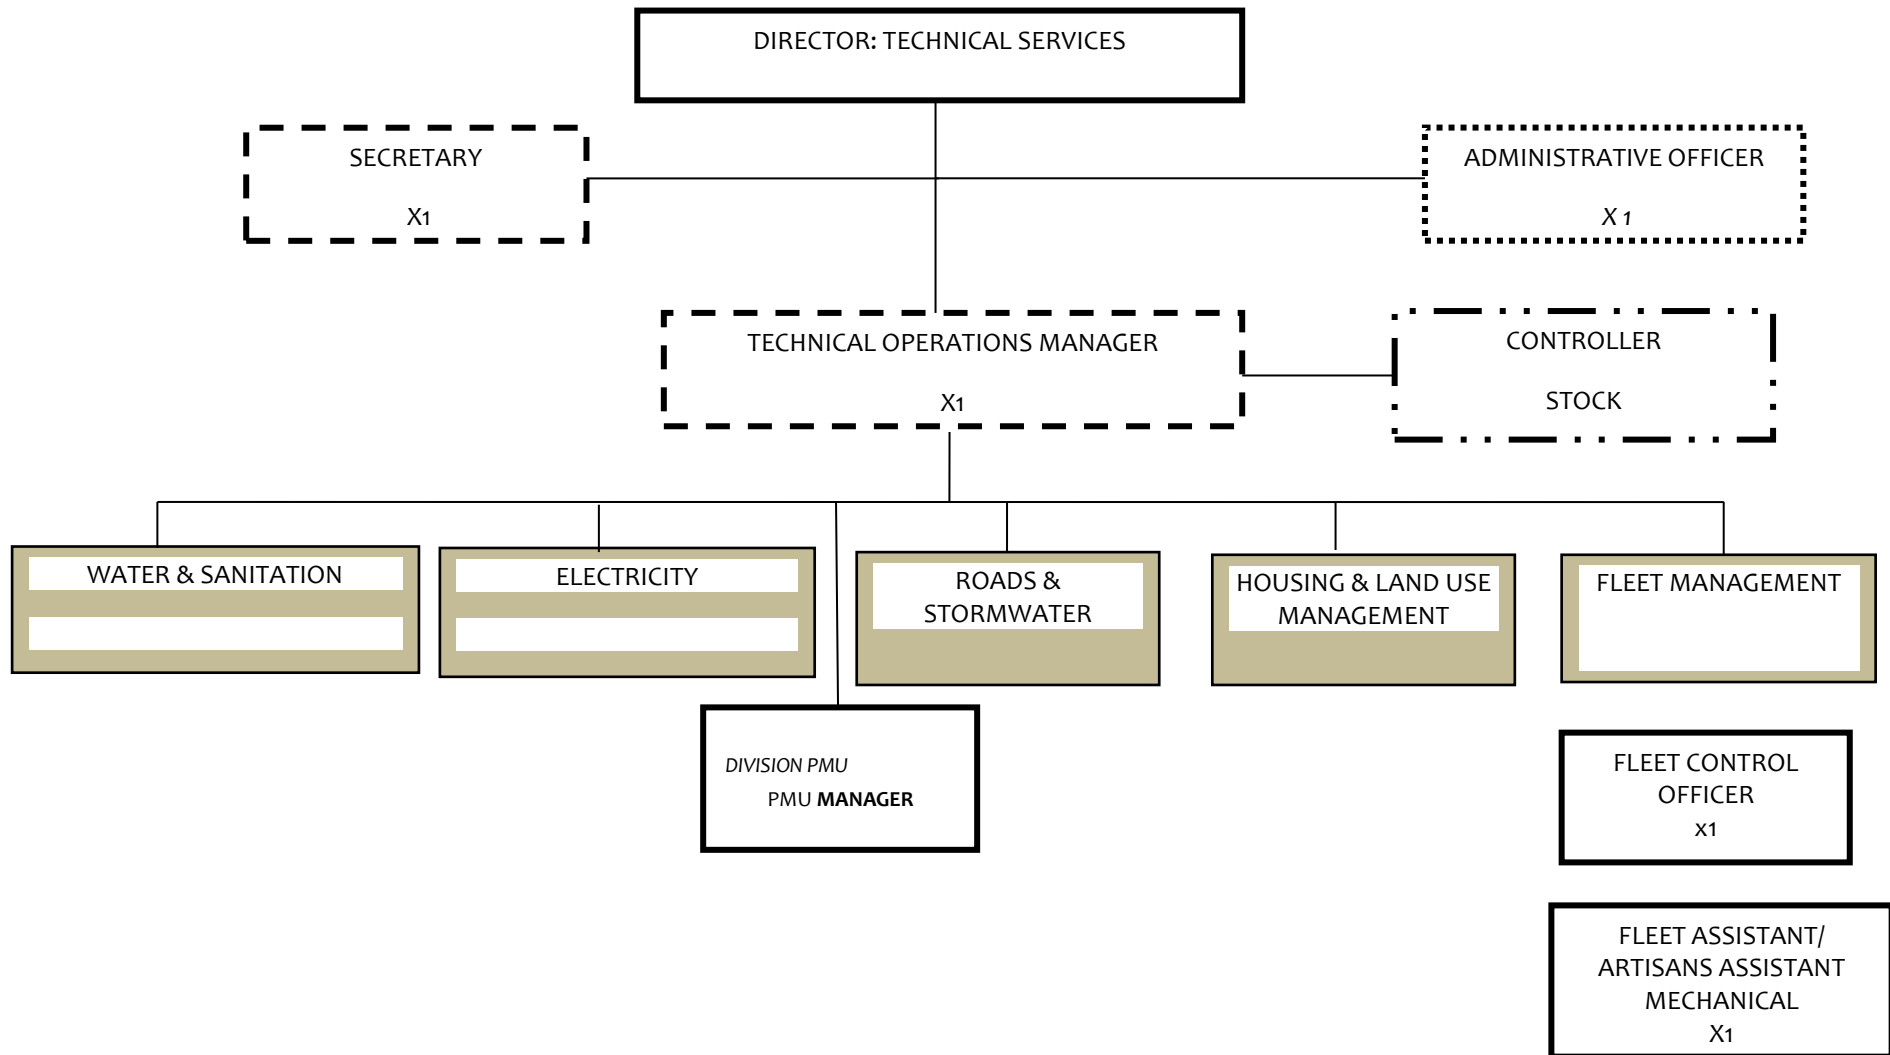 DIRECTOR: TECHNICAL SERVICES
SECRETARY
X1
ADMINISTRATIVE OFFICER
X 1
TECHNICAL OPERATIONS MANAGER
X1
CONTROLLER
STOCK
WATER & SANITATION
ELECTRICITY
ROADS &
STORMWATER
HOUSING & LAND USE
MANAGEMENT
FLEET MANAGEMENT
DIVISION PMU
PMU MANAGER
FLEET CONTROL
OFFICER
x1
FLEET ASSISTANT/
ARTISANS ASSISTANT
MECHANICAL
X1